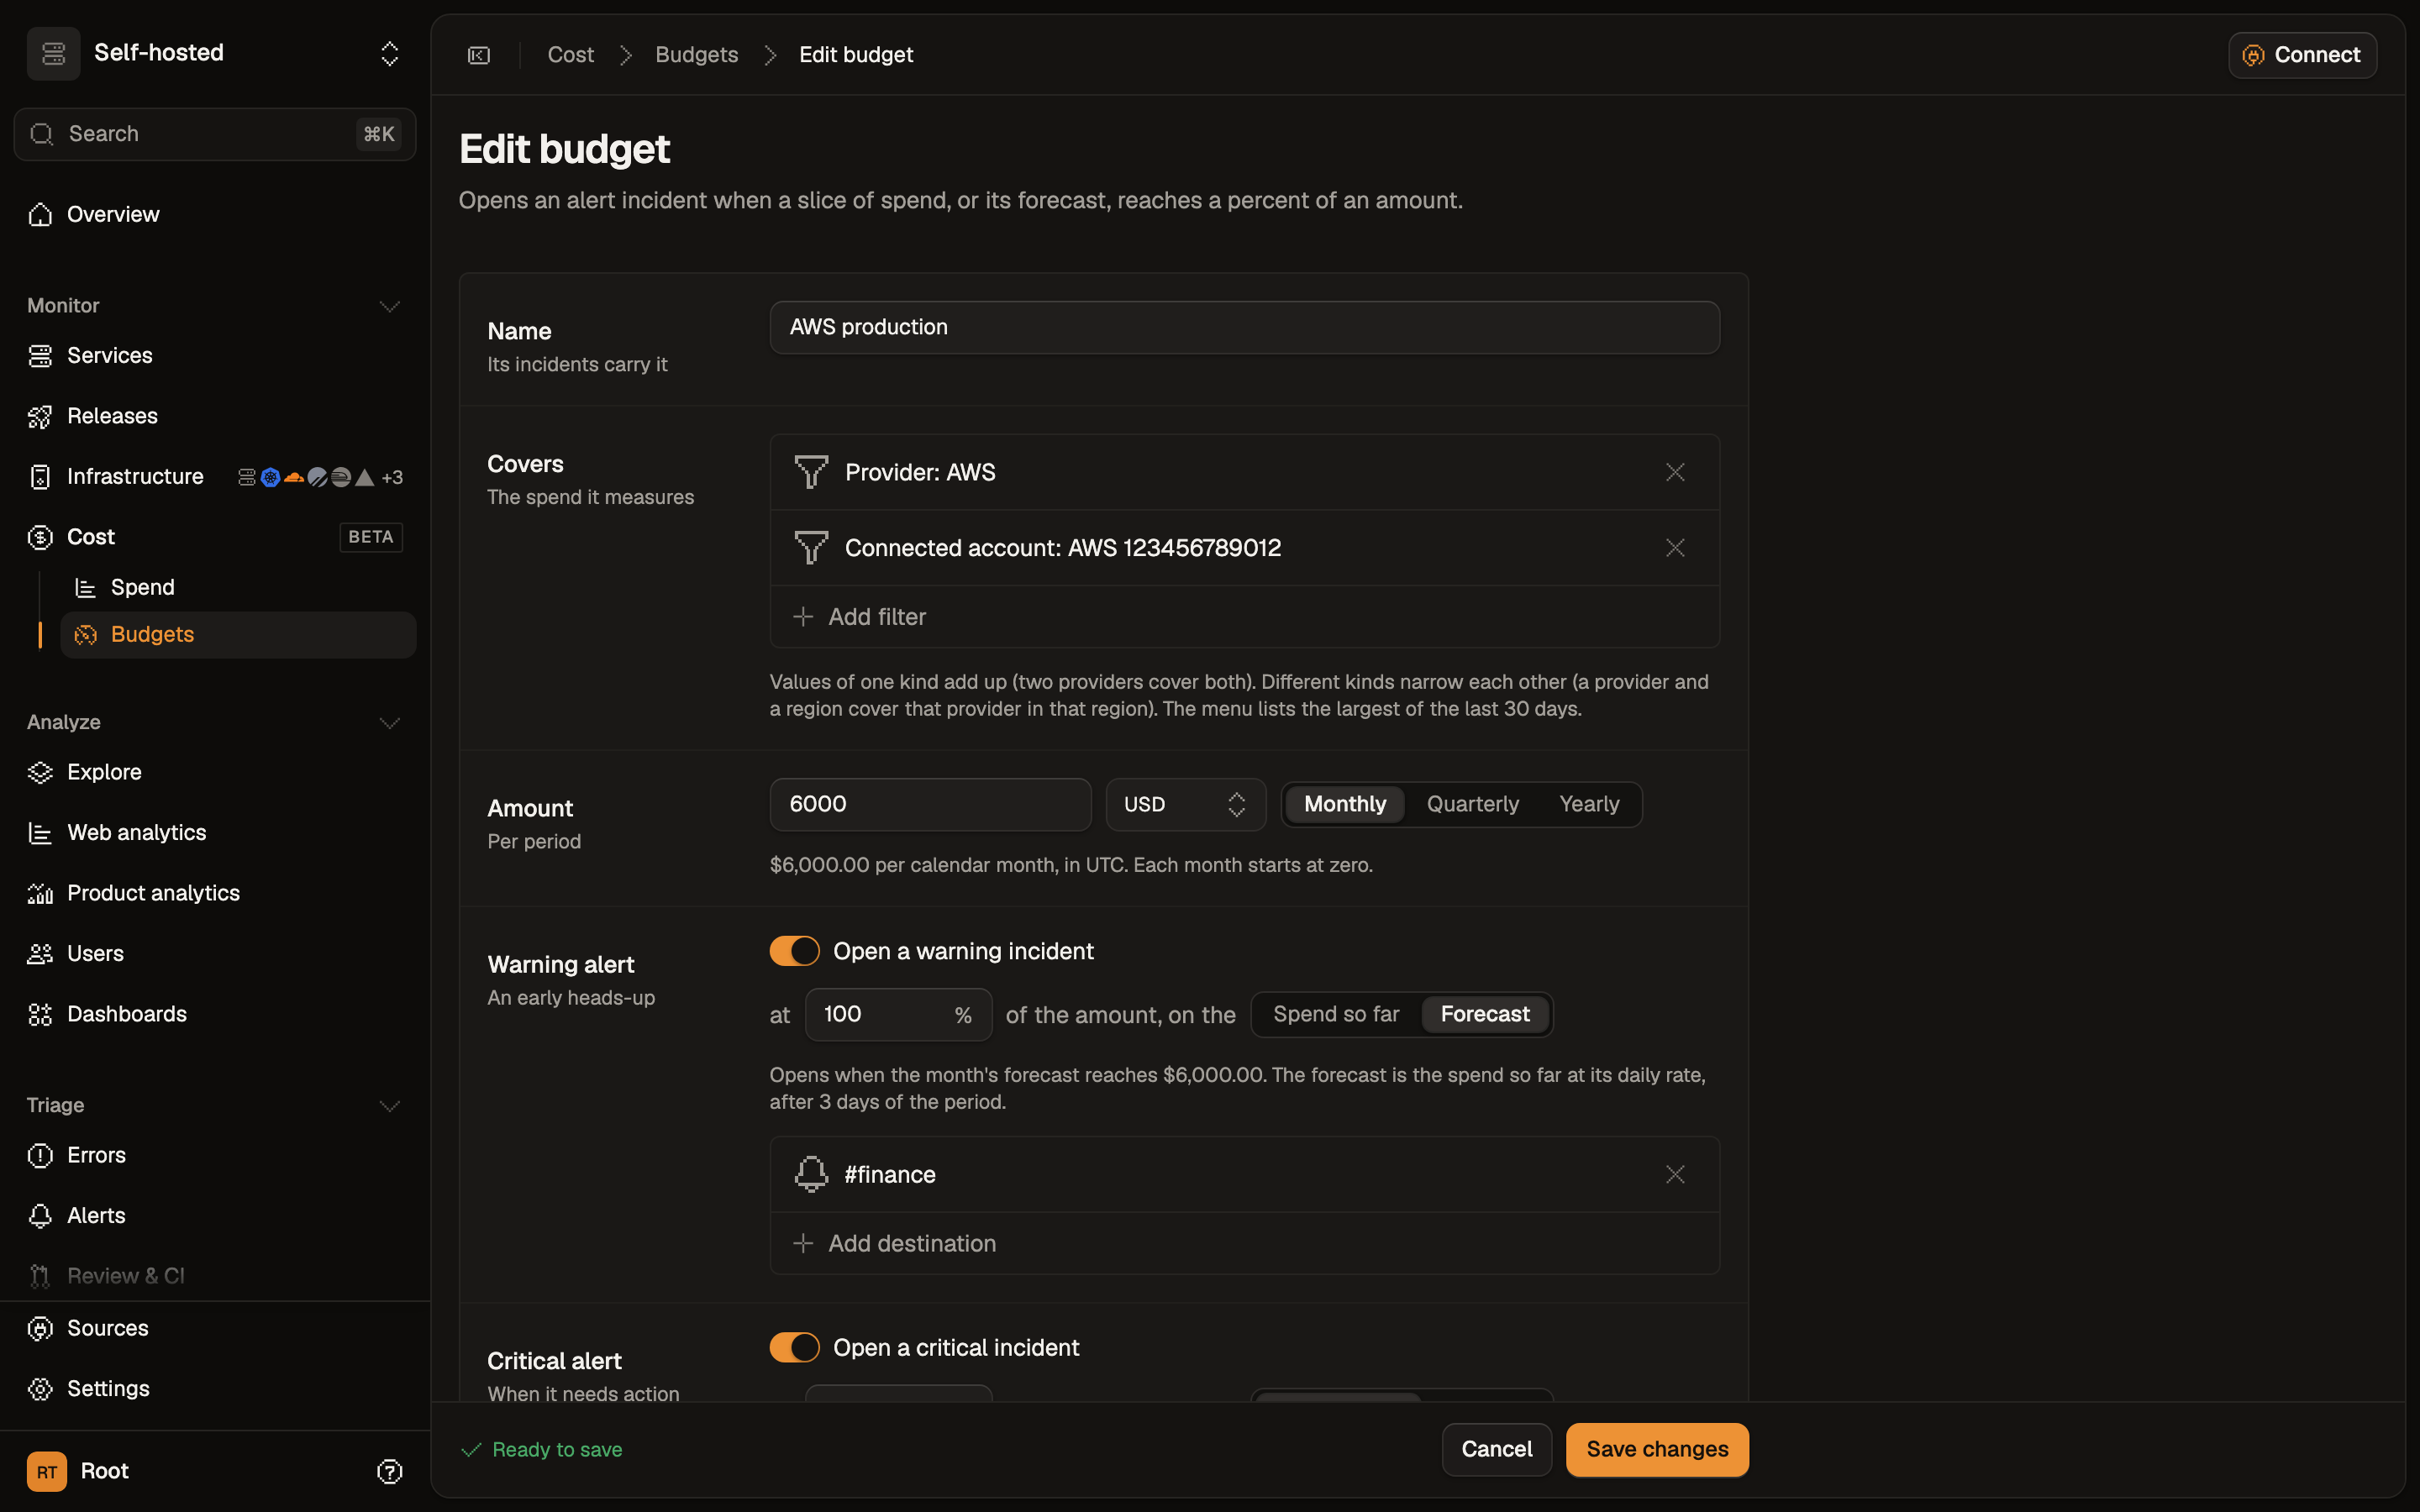 Self-hosted
Search
⌘K
Overview
Monitor
Services
Releases
Infrastructure
+3
Cost
BETA
Spend
Budgets
Analyze
Explore
Web analytics
Product analytics
Users
Dashboards
Triage
Errors
Alerts
Review & CI
Sources
Settings
RT
Root
Cost
Budgets
Edit budget
Connect
Edit budget
Opens an alert incident when a slice of spend, or its forecast, reaches a percent of an amount.
Name
Its incidents carry it
AWS production
Covers
The spend it measures
Provider: AWS
Connected account: AWS 123456789012
Add filter
Values of one kind add up (two providers cover both). Different kinds narrow each other (a provider and
a region cover that provider in that region). The menu lists the largest of the last 30 days.
Amount
Per period
6000
USD
Monthly
Quarterly
Yearly
$6,000.00 per calendar month, in UTC. Each month starts at zero.
Warning alert
An early heads-up
Open a warning incident
at
100
%
of the amount, on the
Spend so far
Forecast
Opens when the month's forecast reaches $6,000.00. The forecast is the spend so far at its daily rate,
after 3 days of the period.
#finance
Add destination
Critical alert
When it needs action
Open a critical incident
Ready to save
Cancel
Save changes